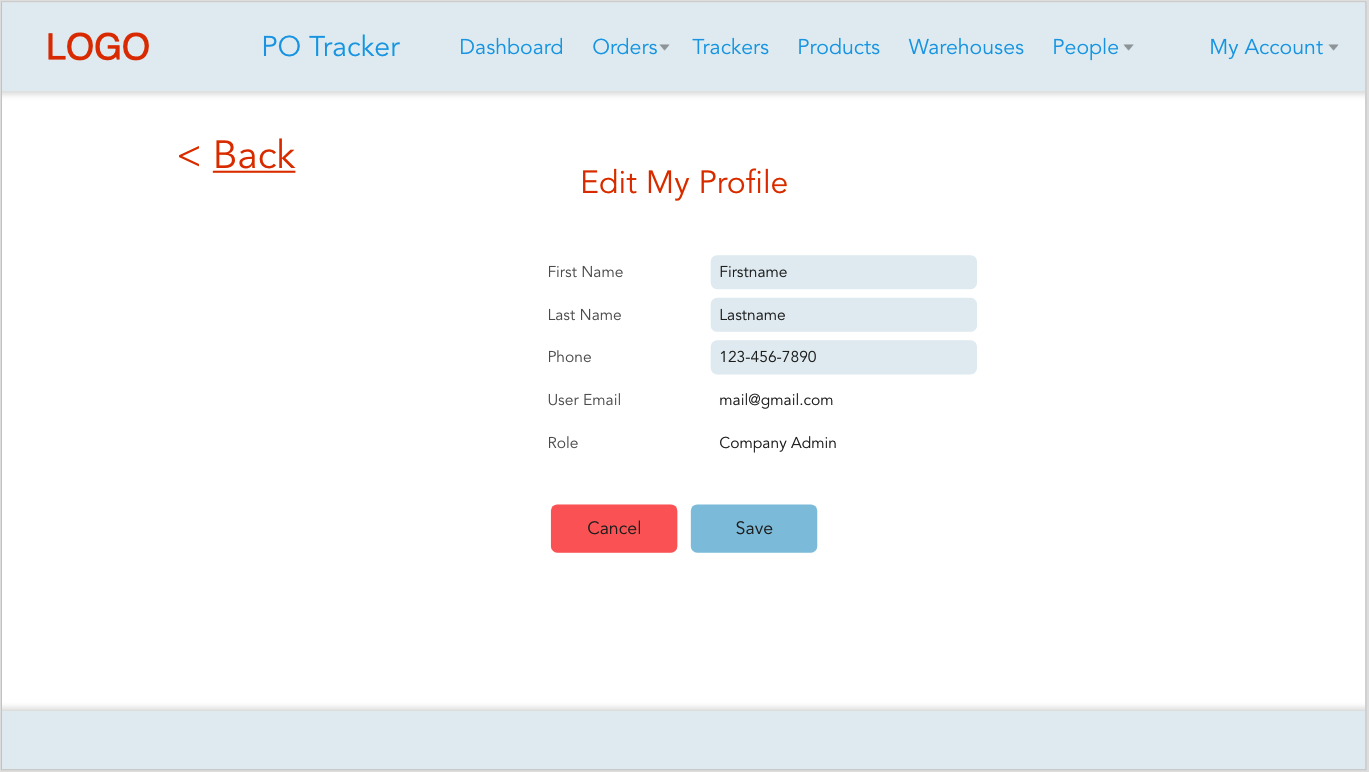 LOGO PO Tracker Dashboard Orders Trackers Products Warehouses People My Account
< Back
Edit My Profile
First Name Firstname
Last Name Lastname
Phone 123-456-7890
User Email mail@gmail.com
Role Company Admin
Cancel Save